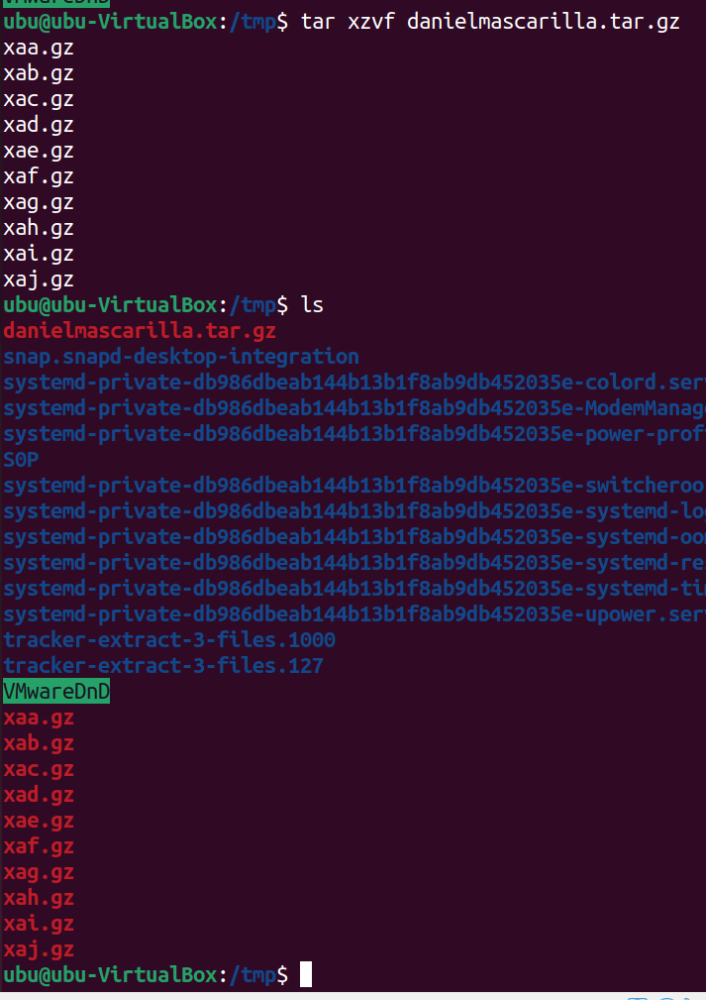 ubu@ubu-VirtualBox:/tmp$ tar xzvf danielmascarilla.tar.gz
xaa.gz
xab.gz
xac.gz
xad.gz
xae.gz
xaf.gz
xag.gz
xah.gz
xai.gz
xaj.gz
ubu@ubu-VirtualBox:/tmp$ ls
danielmascarilla.tar.gz
snap.snapd-desktop-integration
systemd-private-db986dbeab144b13b1f8ab9db452035e-colord.ser
systemd-private-db986dbeab144b13b1f8ab9db452035e-ModemManag
systemd-private-db986dbeab144b13b1f8ab9db452035e-power-prof
S0P
systemd-private-db986dbeab144b13b1f8ab9db452035e-switcheroo
systemd-private-db986dbeab144b13b1f8ab9db452035e-systemd-lo
systemd-private-db986dbeab144b13b1f8ab9db452035e-systemd-oo
systemd-private-db986dbeab144b13b1f8ab9db452035e-systemd-re
systemd-private-db986dbeab144b13b1f8ab9db452035e-systemd-ti
systemd-private-db986dbeab144b13b1f8ab9db452035e-upower.ser
tracker-extract-3-files.1000
tracker-extract-3-files.127
VMwareDnD
xaa.gz
xab.gz
xac.gz
xad.gz
xae.gz
xaf.gz
xag.gz
xah.gz
xai.gz
xaj.gz
ubu@ubu-VirtualBox:/tmp$